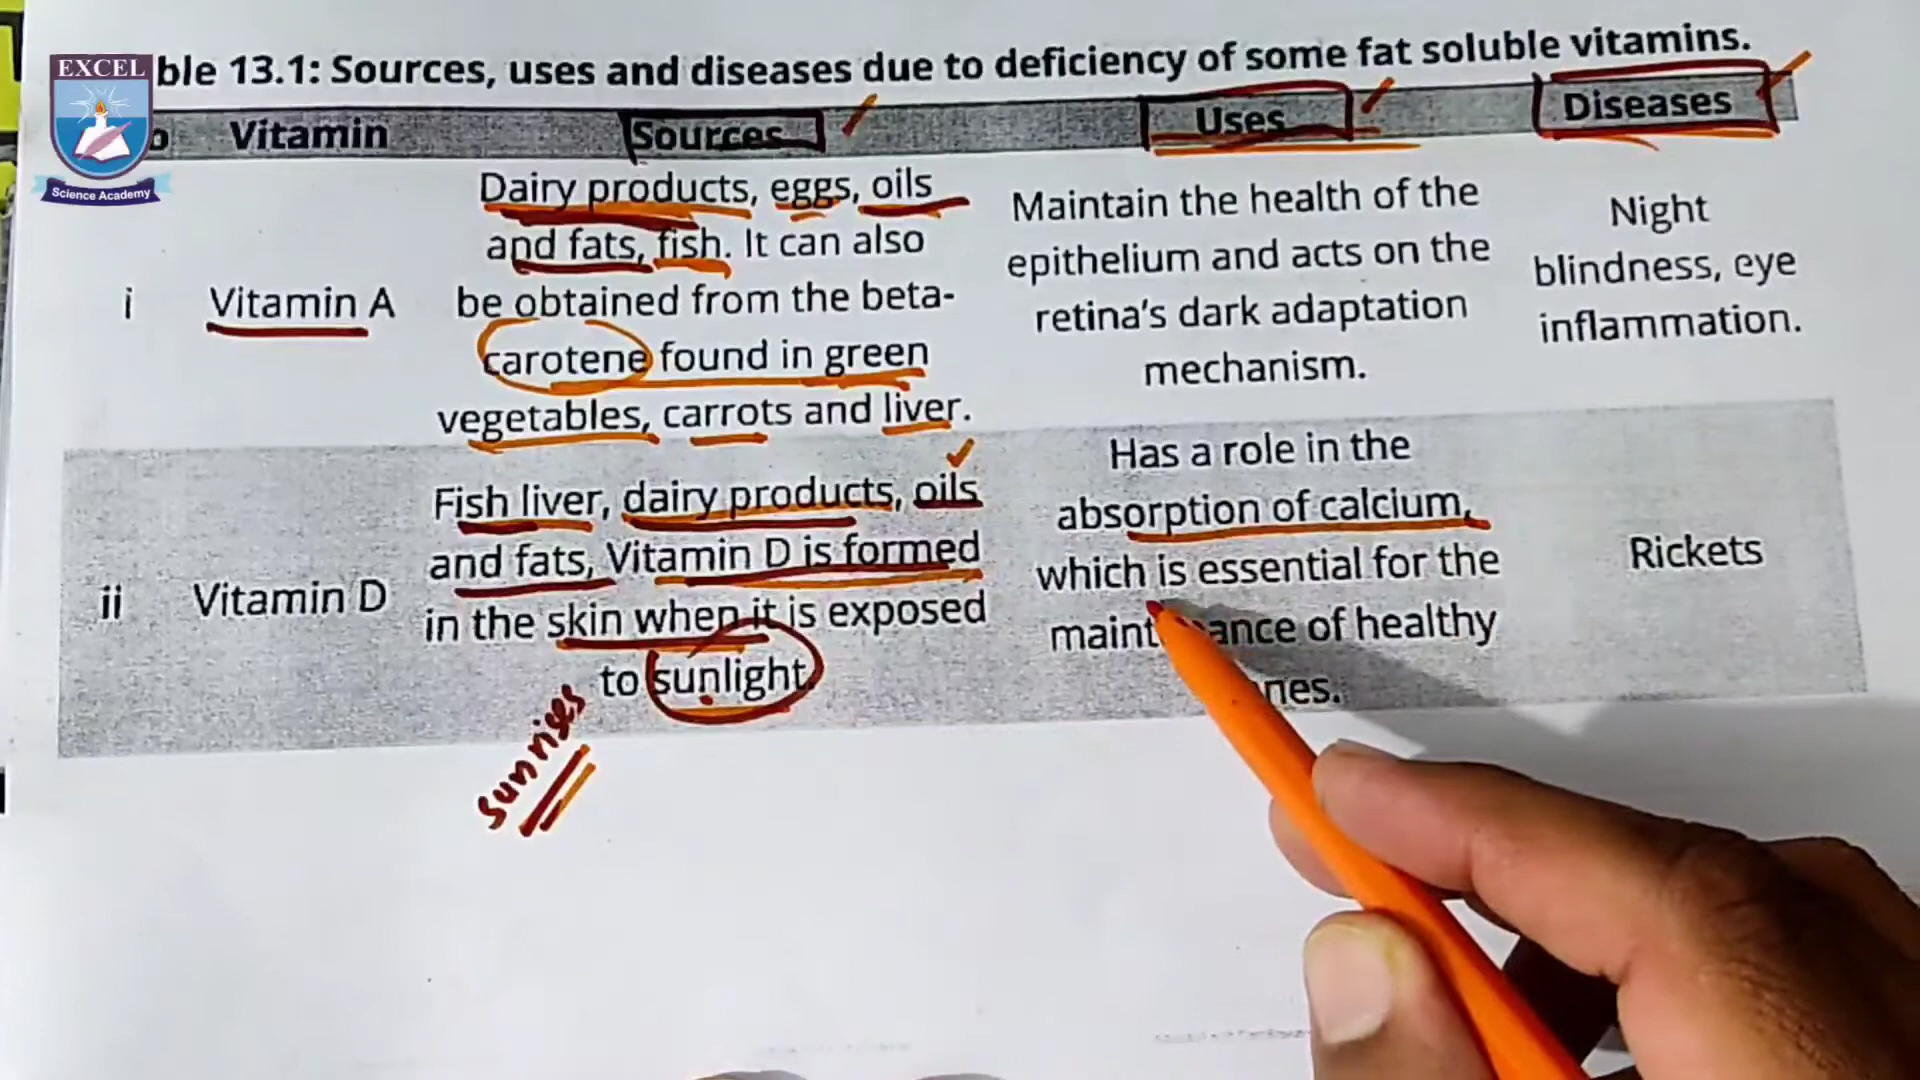 EXCEL
Science Academy
ble 13.1: Sources, uses and diseases due to deficiency of some fat soluble vitamins.
o Vitamin Sources Uses Diseases
i
Vitamin A
Dairy products, eggs, oils
and fats, fish. It can also
be obtained from the beta-
carotene found in green
vegetables, carrots and liver.
Maintain the health of the
epithelium and acts on the
retina's dark adaptation
mechanism.
Night
blindness, eye
inflammation.
ii
Vitamin D
Fish liver, dairy products, oils
and fats, Vitamin D is formed
in the skin when it is exposed
to sunlight.
Has a role in the
absorption of calcium,
which is essential for the
maint ance of healthy
nes.
Rickets
sunrises